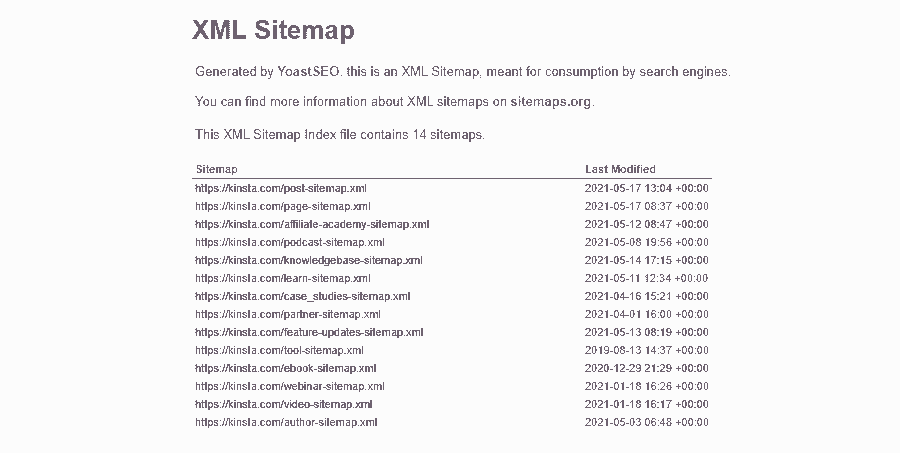 XML Sitemap
Generated by YoastSEO. this is an XML Sitemap, meant for consumption by search engines.
You can find more information about XML sitemaps on sitemaps.org.
This XML Sitemap Index file contains 14 sitemaps.
Sitemap Last Modified
https://kinsta.com/post-sitemap.xml 2021-05-17 13:04 +00:00
https://kinsta.com/page-sitemap.xml 2021-05-17 08:37 +00:00
https://kinsta.com/affiliate-academy-sitemap.xml 2021-05-12 08:47 +00:00
https://kinsta.com/podcast-sitemap.xml 2021-05-08 19:56 +00:00
https://kinsta.com/knowledgebase-sitemap.xml 2021-05-14 17:15 +00:00
https://kinsta.com/learn-sitemap.xml 2021-05-11 12:34 +00:00
https://kinsta.com/case_studies-sitemap.xml 2021-04-16 15:21 +00:00
https://kinsta.com/partner-sitemap.xml 2021-04-01 16:00 +00:00
https://kinsta.com/feature-updates-sitemap.xml 2021-05-13 08:19 +00:00
https://kinsta.com/tool-sitemap.xml 2019-08-13 14:37 +00:00
https://kinsta.com/ebook-sitemap.xml 2020-12-29 21:29 +00:00
https://kinsta.com/webinar-sitemap.xml 2021-01-18 16:26 +00:00
https://kinsta.com/video-sitemap.xml 2021-01-18 16:17 +00:00
https://kinsta.com/author-sitemap.xml 2021-05-03 06:48 +00:00